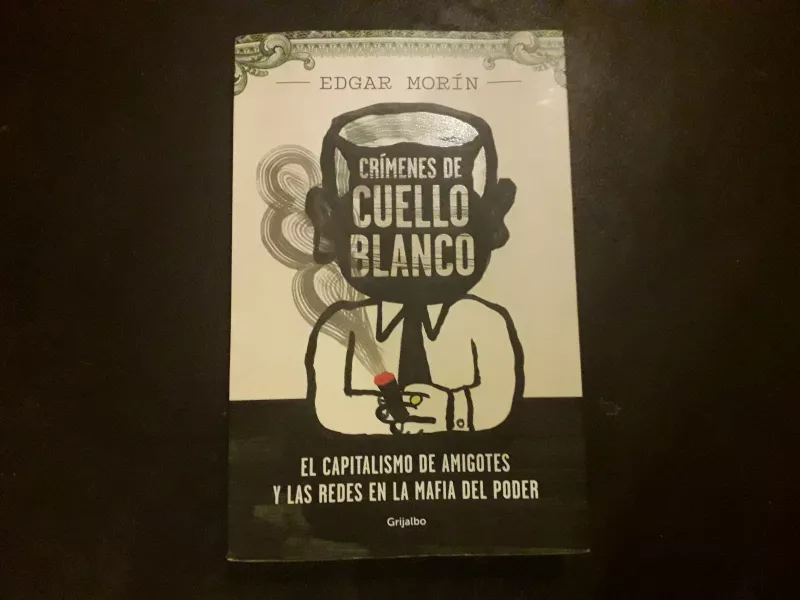 EDGAR MORÍN
CRÍMENES DE
CUELLO
BLANCO
EL CAPITALISMO DE AMIGOTES
Y LAS REDES EN LA MAFIA DEL PODER
Grijalbo